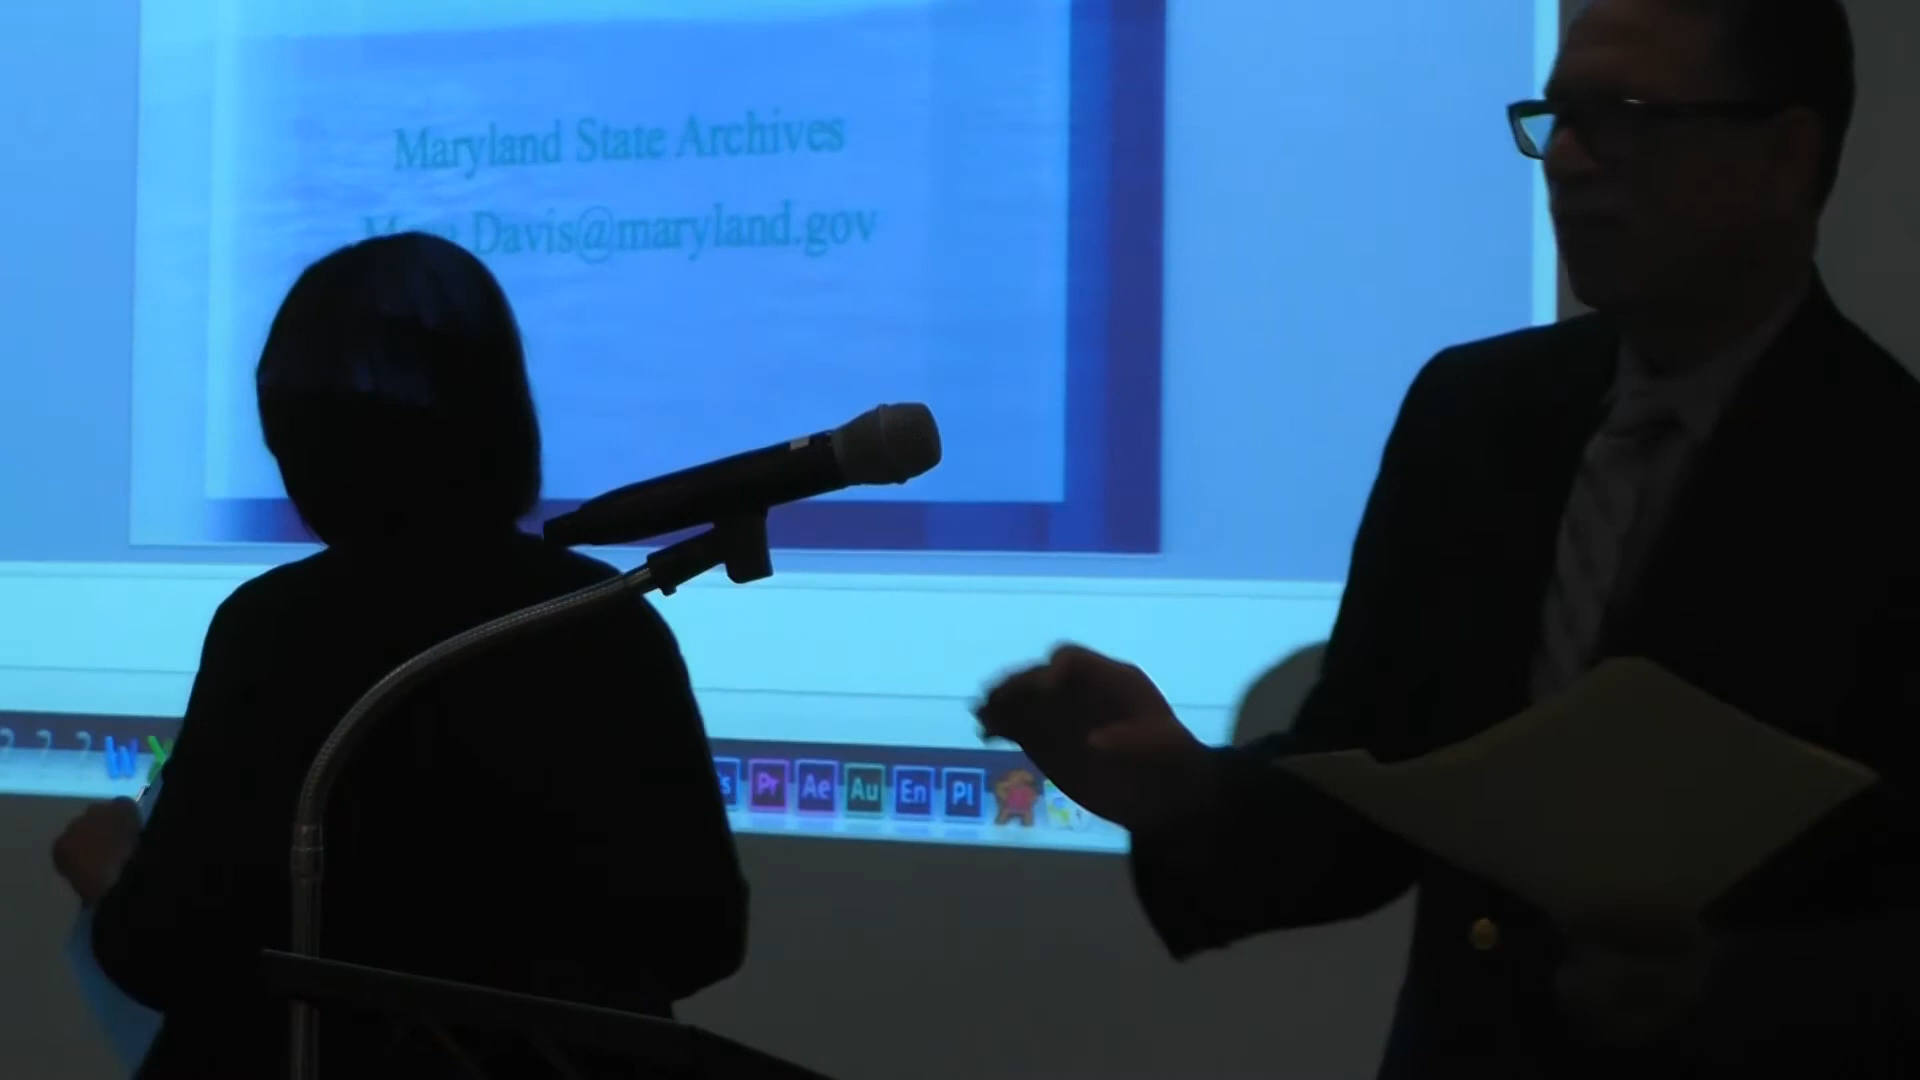 Maryland State Archives
Davis@maryland.gov
? ? ? W
Pr Ae Au En Pl